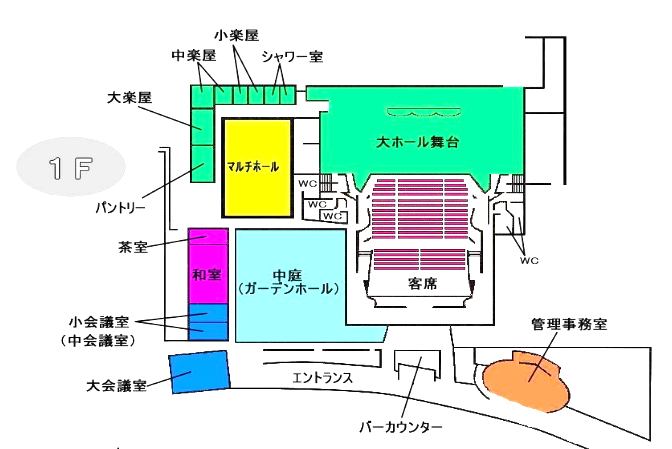 小楽屋
中楽屋
シャワー室
大楽屋
大ホール舞台
1F
マルチホール
WC
WC
WC
パントリー
茶室
WC
和室
中庭
(ガーデンホール)
客席
小会議室
(中会議室)
管理事務室
大会議室
エントランス
バーカウンター